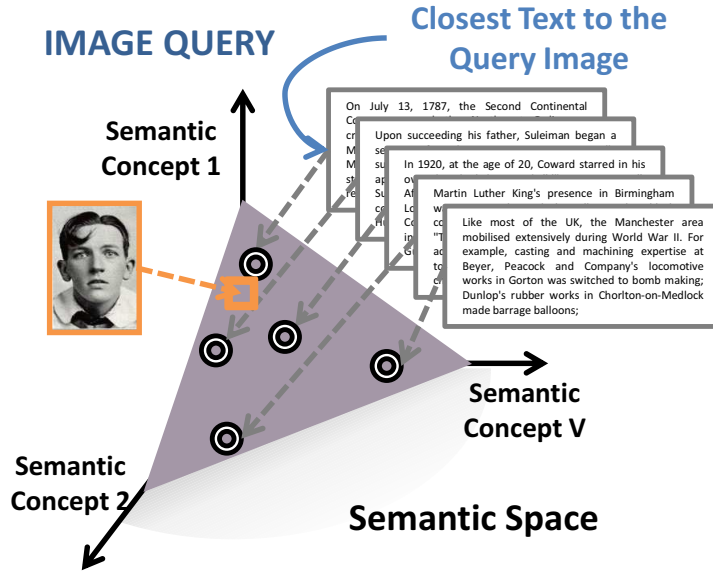 IMAGE QUERY
Closest Text to the
Query Image
Semantic
Concept 1
On July 13, 1787, the Second Continental
Upon succeeding his father, Suleiman began a
In 1920, at the age of 20, Coward starred in his
Martin Luther King's presence in Birmingham
Like most of the UK, the Manchester area
mobilised extensively during World War II. For
example, casting and machining expertise at
Beyer, Peacock and Company's locomotive
works in Gorton was switched to bomb making;
Dunlop's rubber works in Chorlton-on-Medlock
made barrage balloons;
Semantic
Concept V
Semantic
Concept 2
Semantic Space